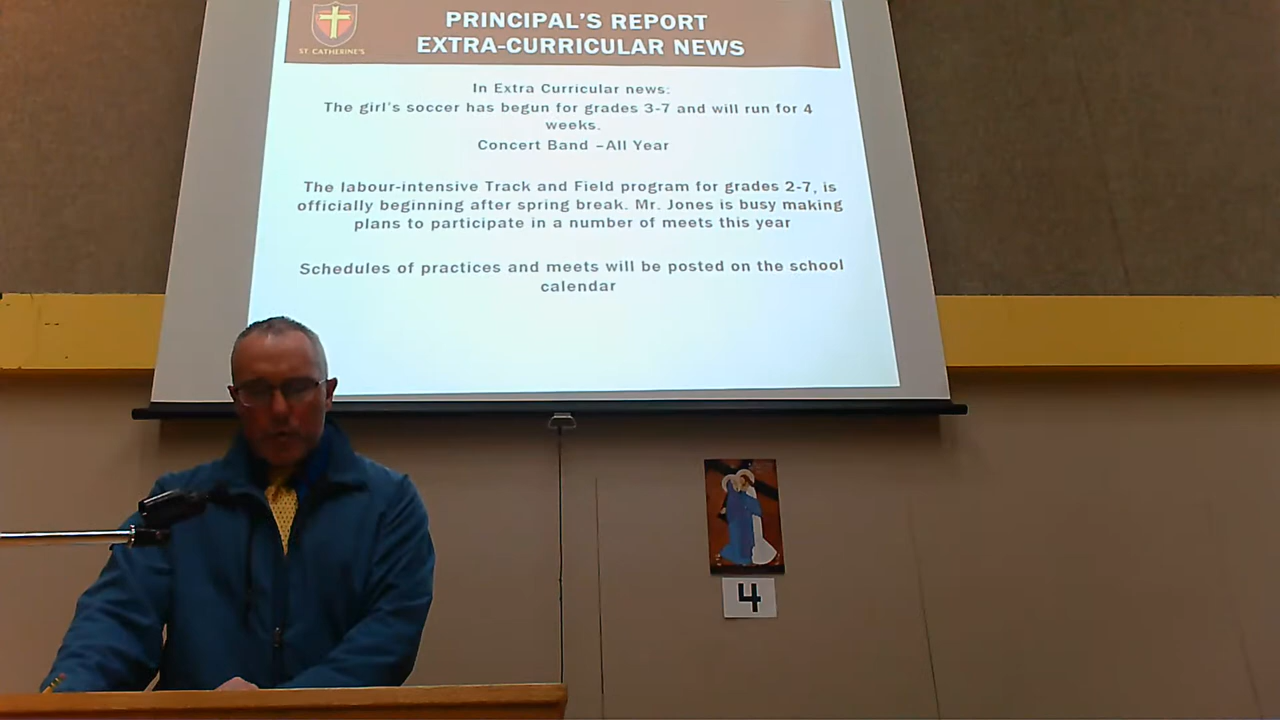 ST. CATHERINE'S
PRINCIPAL'S REPORT
EXTRA-CURRICULAR NEWS
In Extra Curricular news:
The girl's soccer has begun for grades 3-7 and will run for 4
weeks.
Concert Band –All Year
The labour-intensive Track and Field program for grades 2-7, is
officially beginning after spring break. Mr. Jones is busy making
plans to participate in a number of meets this year
Schedules of practices and meets will be posted on the school
calendar
4